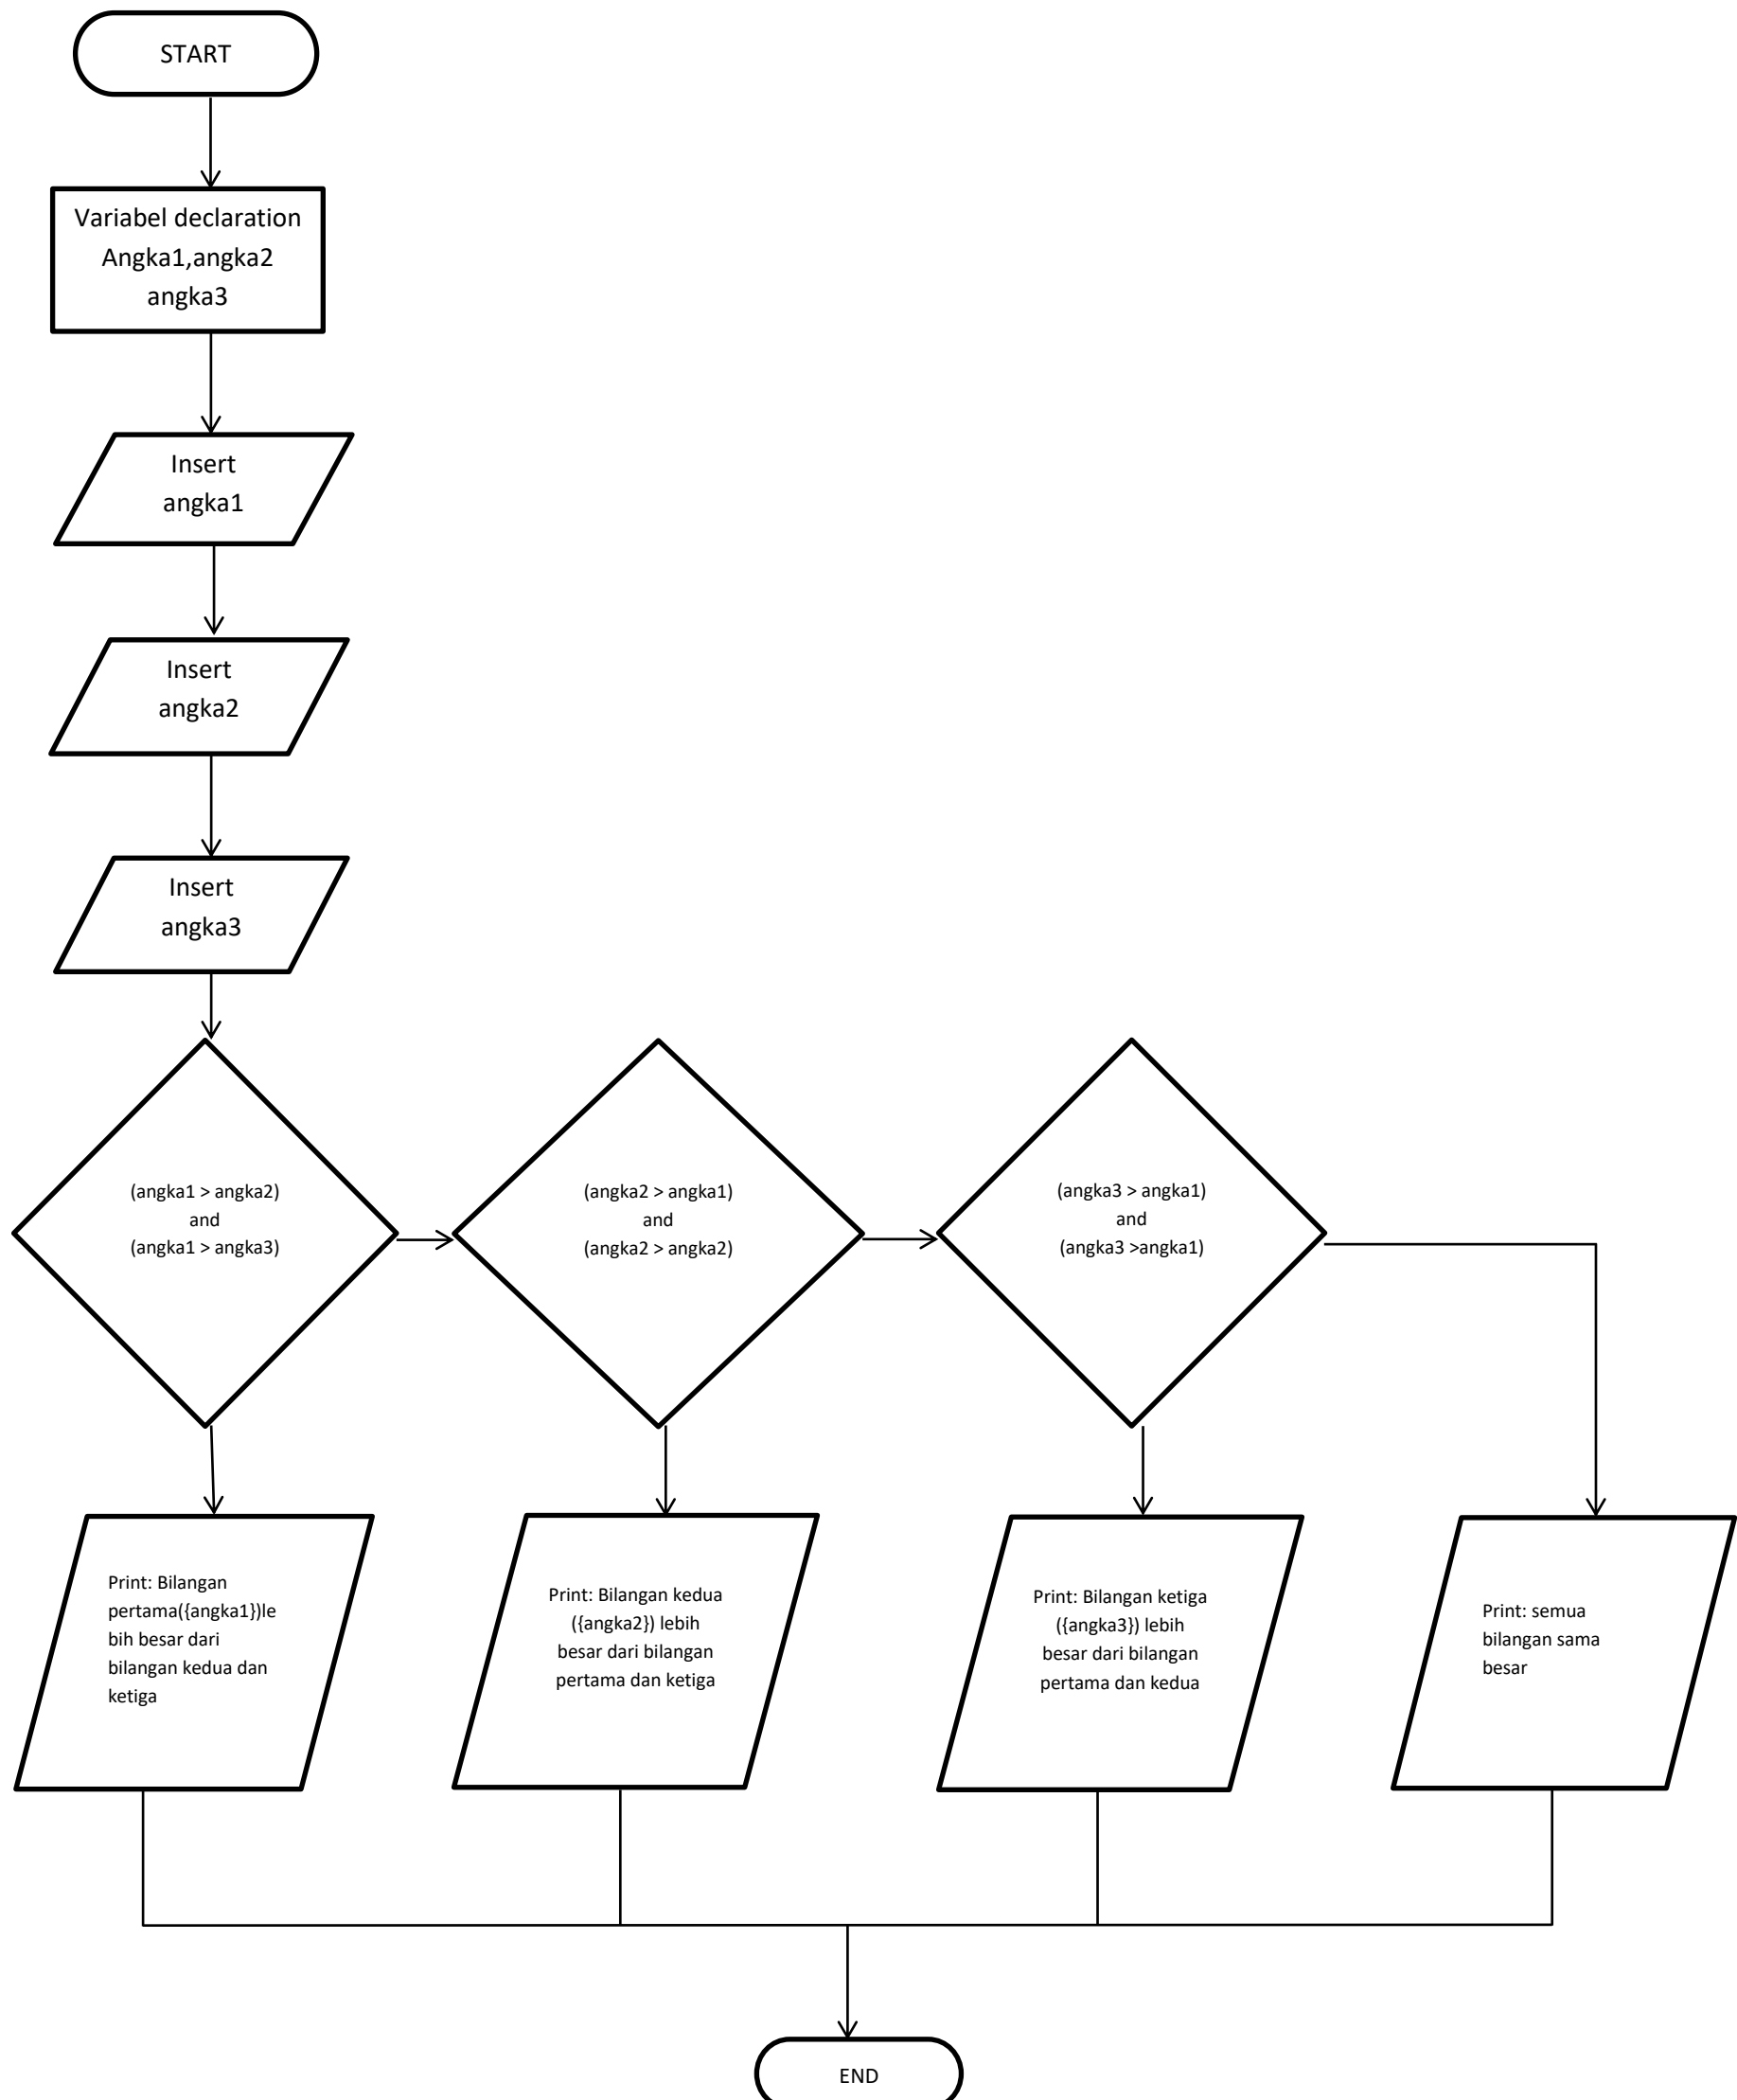 START
Variabel declaration
Angka1,angka2
angka3
Insert
angka1
Insert
angka2
Insert
angka3
(angka1 > angka2)
and
(angka1 > angka3)
(angka2 > angka1)
and
(angka2 > angka2)
(angka3 > angka1)
and
(angka3 >angka1)
Print: Bilangan
pertama({angka1})le
bih besar dari
bilangan kedua dan
ketiga
Print: Bilangan kedua
({angka2}) lebih
besar dari bilangan
pertama dan ketiga
Print: Bilangan ketiga
({angka3}) lebih
besar dari bilangan
pertama dan kedua
Print: semua
bilangan sama
besar
END